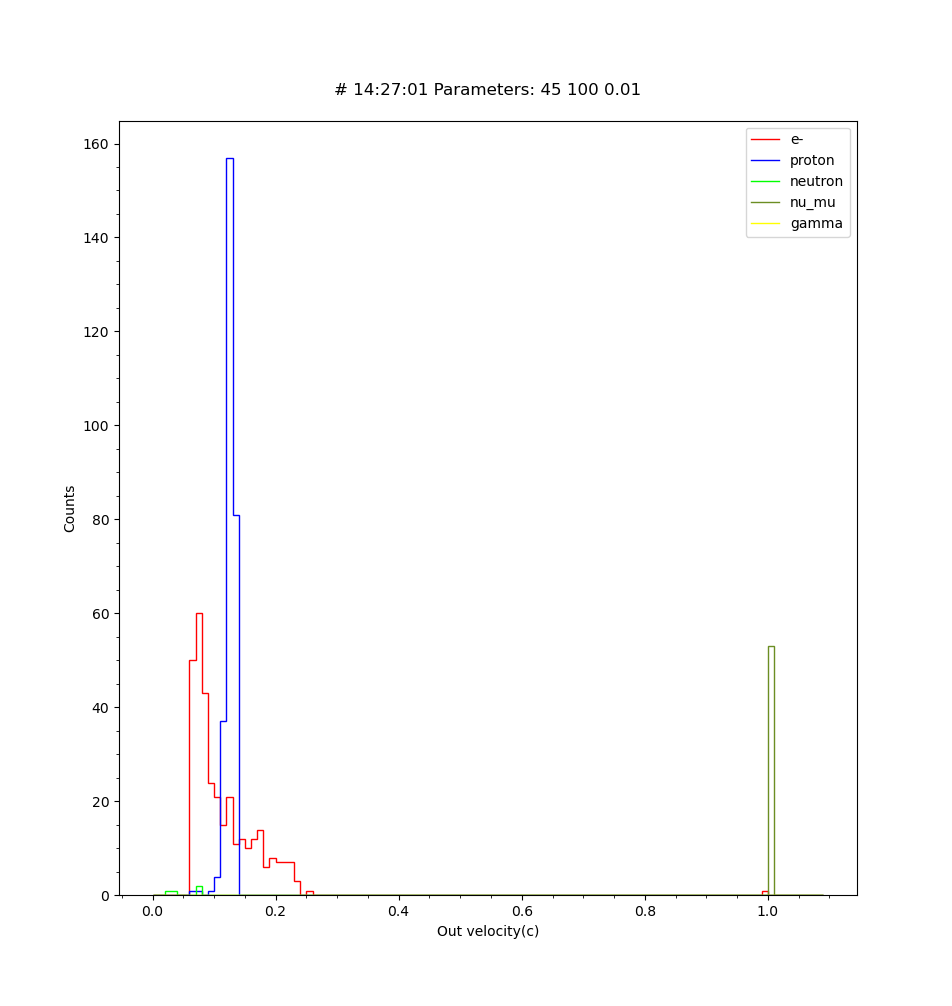 # 14:27:01 Parameters: 45 100 0.01
e-
proton
neutron
nu_mu
gamma
160
140
120
100
80
60
40
20
0
Counts
0.0 0.2 0.4 0.6 0.8 1.0
Out velocity(c)